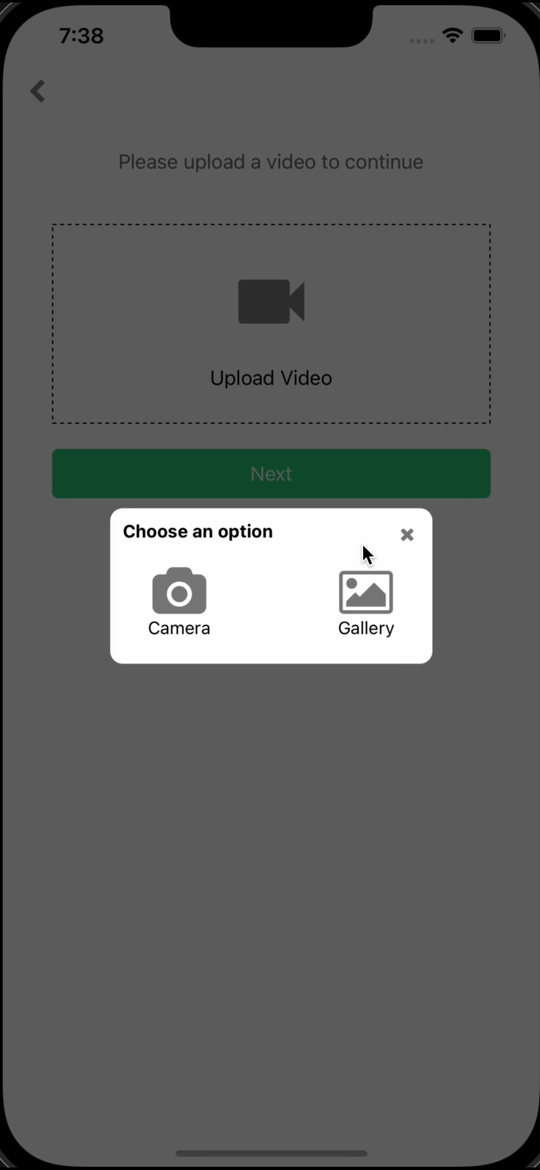 7:38
Please upload a video to continue
Upload Video
Next
Choose an option
Camera
Gallery